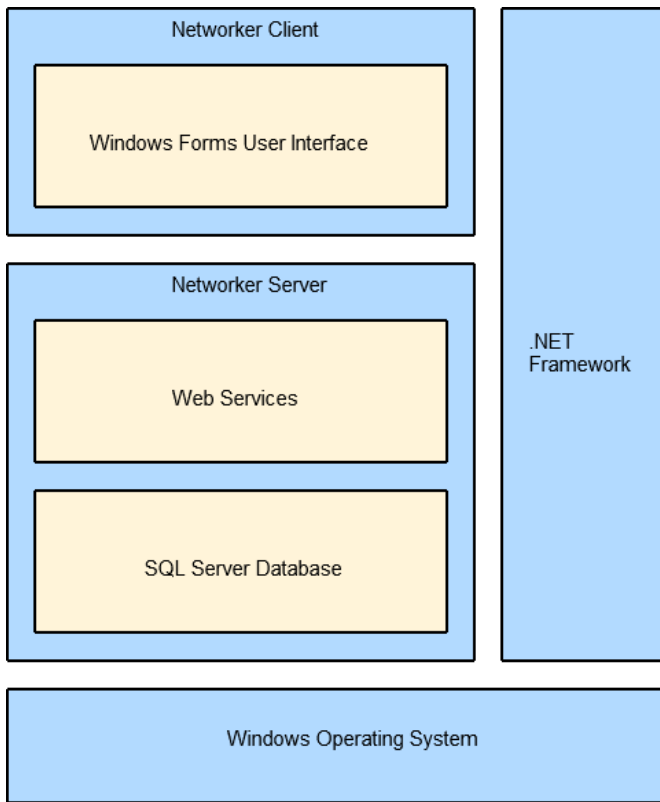 Networker Client
Windows Forms User Interface
Networker Server
Web Services
SQL Server Database
.NET
Framework
Windows Operating System